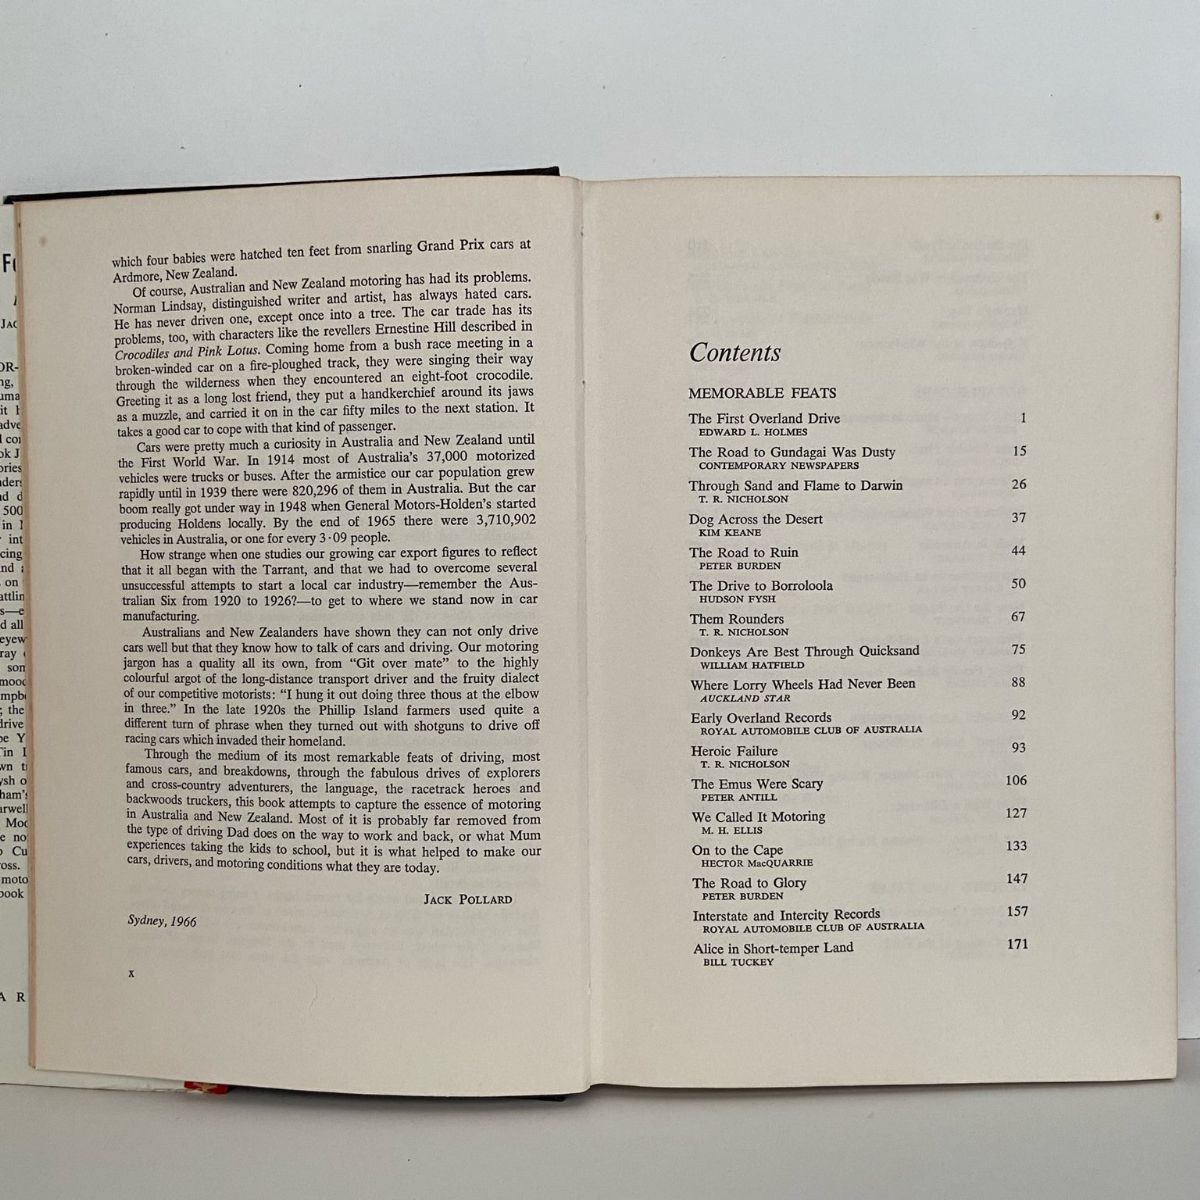 which four babies were hatched ten feet from snarling Grand Prix cars at
Ardmore, New Zealand.
Of course, Australian and New Zealand motoring has had its problems.
Norman Lindsay, distinguished writer and artist, has always hated cars.
He has never driven one, except once into a tree. The car trade has its
problems, too, with characters like the revellers Ernestine Hill described in
Crocodiles and Pink Lotus. Coming home from a bush race meeting in a
broken-winded car on a fire-ploughed track, they were singing their way
through the wilderness when they encountered an eight-foot crocodile.
Greeting it as a long lost friend, they put a handkerchief around its jaws
as a muzzle, and carried it on in the car fifty miles to the next station. It
takes a good car to cope with that kind of passenger.
Cars were pretty much a curiosity in Australia and New Zealand until
the First World War. In 1914 most of Australia's 37,000 motorized
vehicles were trucks or buses. After the armistice our car population grew
rapidly until in 1939 there were 820,296 of them in Australia. But the car
boom really got under way in 1948 when General Motors-Holden's started
producing Holdens locally. By the end of 1965 there were 3,710,902
vehicles in Australia, or one for every 3·09 people.
How strange when one studies our growing car export figures to reflect
that it all began with the Tarrant, and that we had to overcome several
unsuccessful attempts to start a local car industry—remember the Aus-
tralian Six from 1920 to 1926?—to get to where we stand now in car
manufacturing.
Australians and New Zealanders have shown they can not only drive
cars well but that they know how to talk of cars and driving. Our motoring
jargon has a quality all its own, from "Git over mate" to the highly
colourful argot of the long-distance transport driver and the fruity dialect
of our competitive motorists: "I hung it out doing three thous at the elbow
in three." In the late 1920s the Phillip Island farmers used quite a
different turn of phrase when they turned out with shotguns to drive off
racing cars which invaded their homeland.
Through the medium of its most remarkable feats of driving, most
famous cars, and breakdowns, through the fabulous drives of explorers
and cross-country adventurers, the language, the racetrack heroes and
backwoods truckers, this book attempts to capture the essence of motoring
in Australia and New Zealand. Most of it is probably far removed from
the type of driving Dad does on the way to work and back, or what Mum
experiences taking the kids to school, but it is what helped to make our
cars, drivers, and motoring conditions what they are today.
JACK POLLARD
Sydney, 1966
x
Contents
MEMORABLE FEATS
The First Overland Drive 1
EDWARD L. HOLMES
The Road to Gundagai Was Dusty 15
CONTEMPORARY NEWSPAPERS
Through Sand and Flame to Darwin 26
T. R. NICHOLSON
Dog Across the Desert 37
KIM KEANE
The Road to Ruin 44
PETER BURDEN
The Drive to Borroloola 50
HUDSON FYSH
Them Rounders 67
T. R. NICHOLSON
Donkeys Are Best Through Quicksand 75
WILLIAM HATFIELD
Where Lorry Wheels Had Never Been 88
AUCKLAND STAR
Early Overland Records 92
ROYAL AUTOMOBILE CLUB OF AUSTRALIA
Heroic Failure 93
T. R. NICHOLSON
The Emus Were Scary 106
PETER ANTILL
We Called It Motoring 127
M. H. ELLIS
On to the Cape 133
HECTOR MacQUARRIE
The Road to Glory 147
PETER BURDEN
Interstate and Intercity Records 157
ROYAL AUTOMOBILE CLUB OF AUSTRALIA
Alice in Short-temper Land 171
BILL TUCKEY